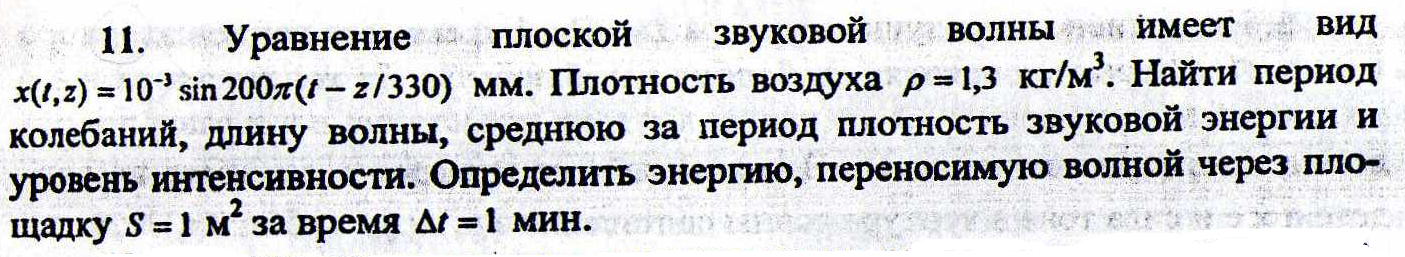 11. Уравнение плоской звуковой волны имеет вид
x(t,z) = 10⁻³ sin 200π(t − z/330) мм. Плотность воздуха ρ = 1,3 кг/м³. Найти период
колебаний, длину волны, среднюю за период плотность звуковой энергии и
уровень интенсивности. Определить энергию, переносимую волной через пло-
щадку S = 1 м² за время Δt = 1 мин.